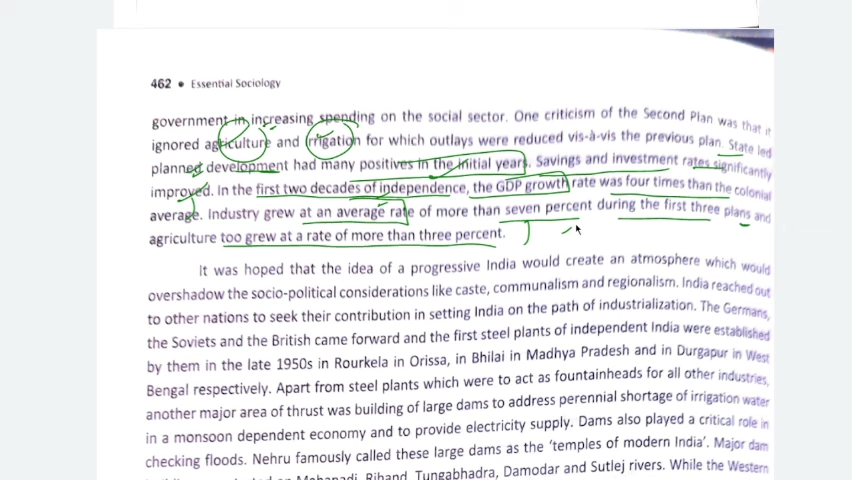 462 • Essential Sociology
government in increasing spending on the social sector. One criticism of the Second Plan was that it
ignored agriculture and irrigation for which outlays were reduced vis-à-vis the previous plan. State led
planned development had many positives in the initial years. Savings and investment rates significantly
improved. In the first two decades of independence, the GDP growth rate was four times than the colonial
average. Industry grew at an average rate of more than seven percent during the first three plans and
agriculture too grew at a rate of more than three percent.
It was hoped that the idea of a progressive India would create an atmosphere which would
overshadow the socio-political considerations like caste, communalism and regionalism. India reached out
to other nations to seek their contribution in setting India on the path of industrialization. The Germans,
the Soviets and the British came forward and the first steel plants of independent India were established
by them in the late 1950s in Rourkela in Orissa, in Bhilai in Madhya Pradesh and in Durgapur in West
Bengal respectively. Apart from steel plants which were to act as fountainheads for all other industries,
another major area of thrust was building of large dams to address perennial shortage of irrigation water
in a monsoon dependent economy and to provide electricity supply. Dams also played a critical role in
checking floods. Nehru famously called these large dams as the ‘temples of modern India’. Major dam
Mahanadi, Rihand, Tungabhadra, Damodar and Sutlej rivers. While the Western